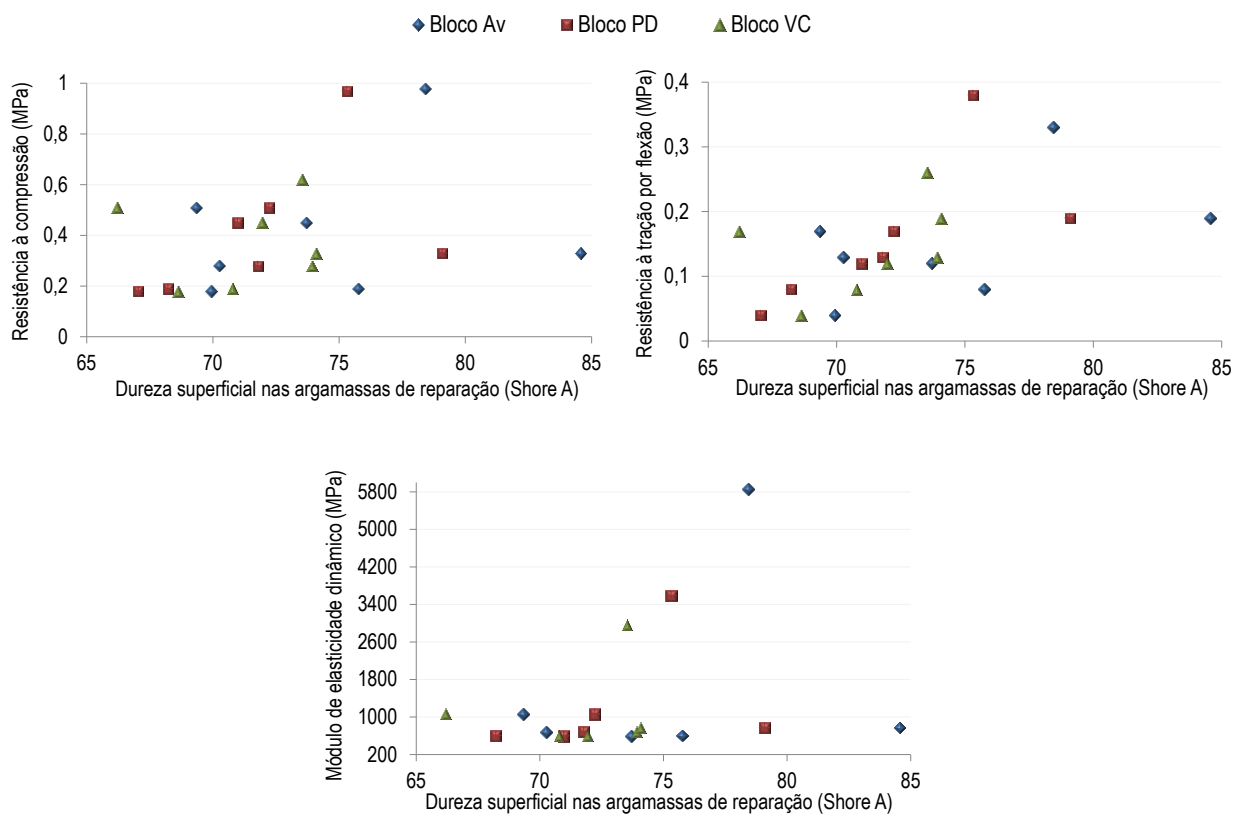 Bloco Av Bloco PD Bloco VC
Resistência à compressão (MPa)
1
0,8
0,6
0,4
0,2
0
65 70 75 80 85
Dureza superficial nas argamassas de reparação (Shore A)
Resistência à tração por flexão (MPa)
0,4
0,3
0,2
0,1
0
65 70 75 80 85
Dureza superficial nas argamassas de reparação (Shore A)
Módulo de elasticidade dinâmico (MPa)
5800
5000
4200
3400
2600
1800
1000
200
65 70 75 80 85
Dureza superficial nas argamassas de reparação (Shore A)